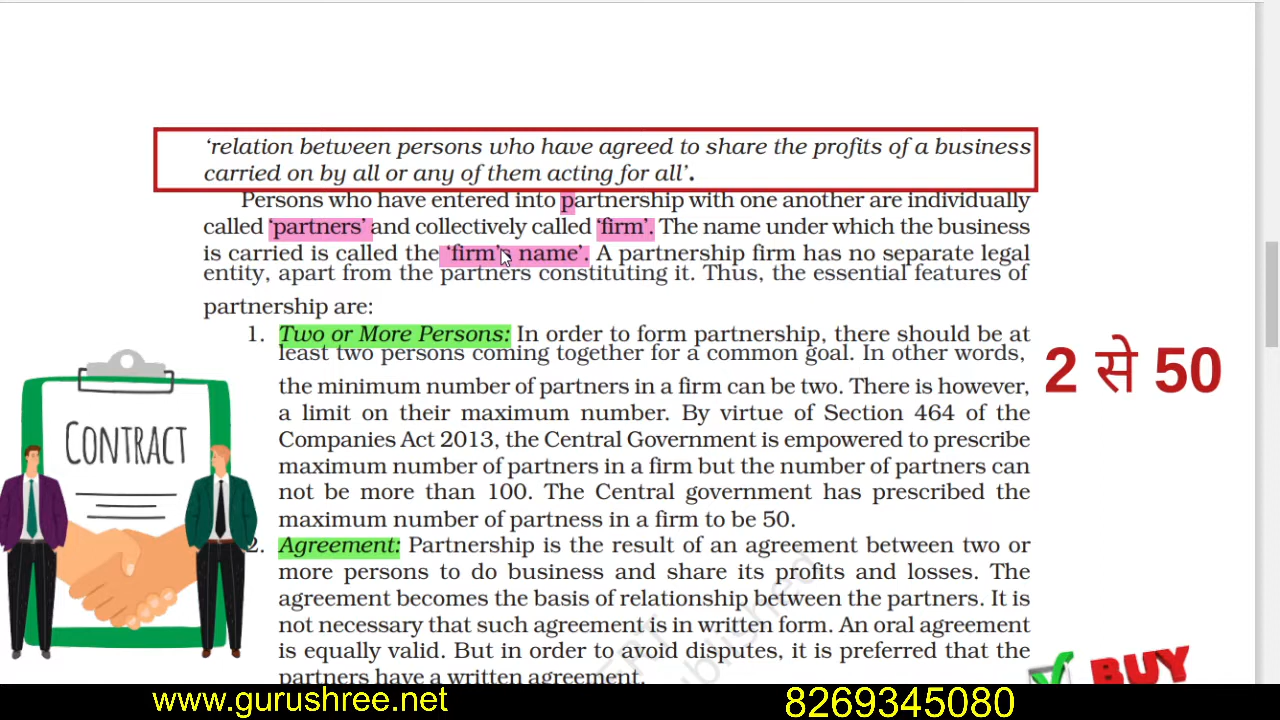 ‘relation between persons who have agreed to share the profits of a business
carried on by all or any of them acting for all’.
Persons who have entered into partnership with one another are individually
called ‘partners’ and collectively called ‘firm’. The name under which the business
is carried is called the ‘firm’s name’. A partnership firm has no separate legal
entity, apart from the partners constituting it. Thus, the essential features of
partnership are:
1. Two or More Persons: In order to form partnership, there should be at
least two persons coming together for a common goal. In other words,
the minimum number of partners in a firm can be two. There is however,
a limit on their maximum number. By virtue of Section 464 of the
Companies Act 2013, the Central Government is empowered to prescribe
maximum number of partners in a firm but the number of partners can
not be more than 100. The Central government has prescribed the
maximum number of partness in a firm to be 50.
2 से 50
CONTRACT
2. Agreement: Partnership is the result of an agreement between two or
more persons to do business and share its profits and losses. The
agreement becomes the basis of relationship between the partners. It is
not necessary that such agreement is in written form. An oral agreement
is equally valid. But in order to avoid disputes, it is preferred that the
partners have a written agreement.
BUY
www.gurushree.net
8269345080